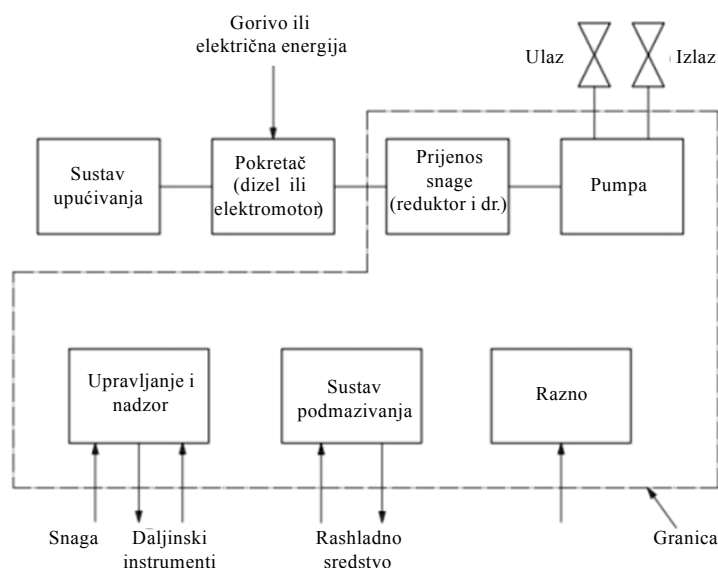 Gorivo ili
električna energija
Ulaz
Izlaz
Sustav
upućivanja
Pokretač
(dizel ili
elektromotor)
Prijenos
snage
(reduktor i dr.)
Pumpa
Upravljanje i
nadzor
Sustav
podmazivanja
Razno
Snaga
Daljinski
instrumenti
Rashladno
sredstvo
Granica